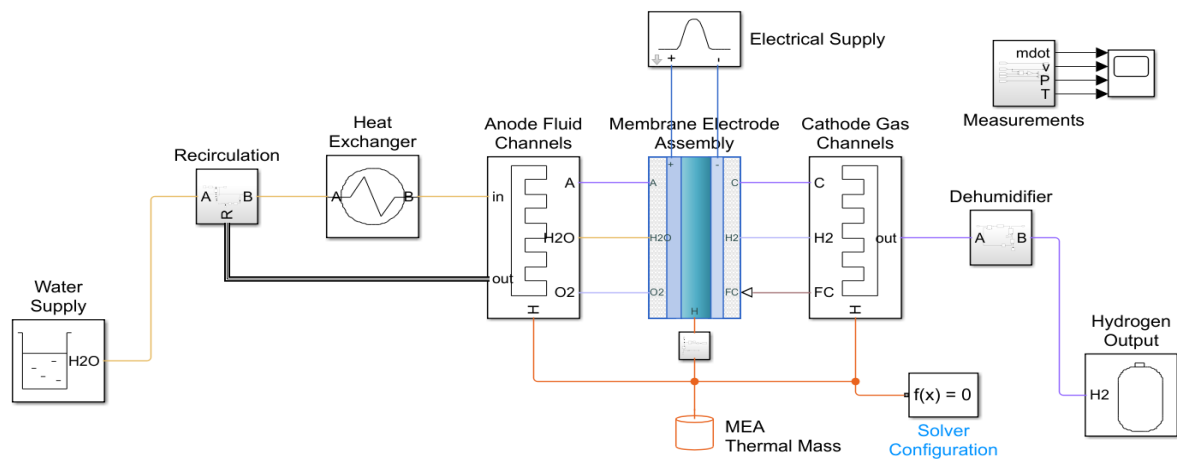 Electrical Supply
+ -
mdot
v
P
T
Measurements
Heat
Exchanger
Anode Fluid
Channels
Membrane Electrode
Assembly
Cathode Gas
Channels
Recirculation
Dehumidifier
A B
R
A B
in
out
A
H2O
O2
H
+ -
A
H2O
O2
C
H2
FC
H
C
H2
FC
out
H
A B
Water
Supply
H2O
Hydrogen
Output
H2
f(x) = 0
Solver
Configuration
MEA
Thermal Mass